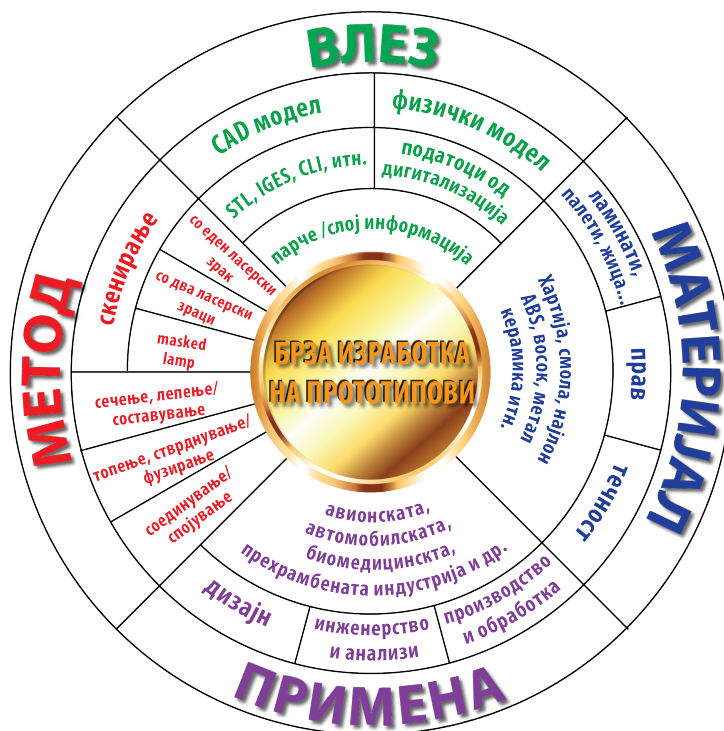 ВЛЕЗ
CAD модел
физички модел
STL, IGES, CLI, итн.
податоци од
дигитализација
парче /слој информација
МАТЕРИЈАЛ
ламинати,
палети, жица...
прав
течност
Хартија, смола, најлон
ABS, восок, метал
керамика итн.
БРЗА ИЗРАБОТКА
НА ПРОТОТИПОВИ
МЕТОД
скенирање
со еден ласерски
зрак
со два ласерски
зраци
masked
lamp
сечење, лепење/
составување
топење, стврднување/
фузирање
соединување/
спојување
авионската,
автомобилската,
биомедицинскта,
прехрамбената индустрија и др.
дизајн
инженерство
и анализи
производство
и обработка
ПРИМЕНА